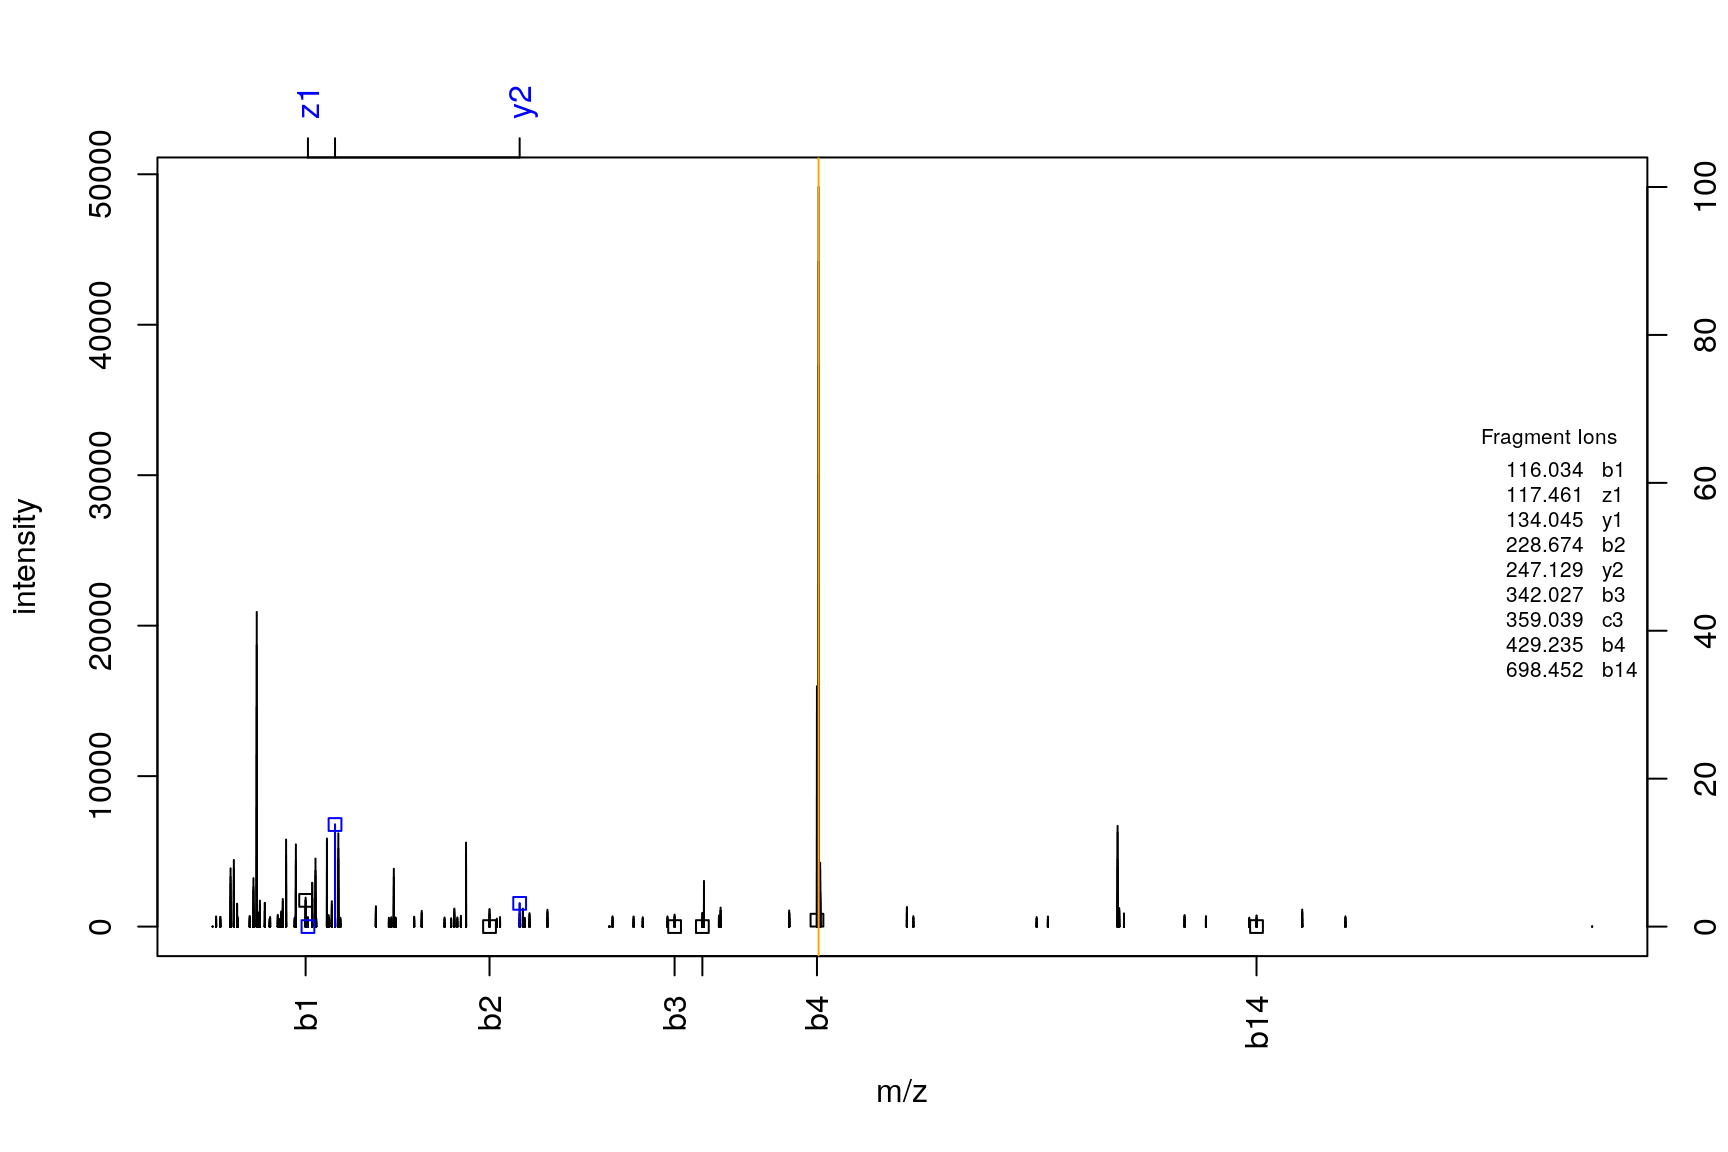 z1
y2
50000
40000
30000
20000
10000
0
intensity
100
80
60
40
20
0
Fragment Ions
116.034 b1
117.461 z1
134.045 y1
228.674 b2
247.129 y2
342.027 b3
359.039 c3
429.235 b4
698.452 b14
b1
b2
b3
b4
b14
m/z